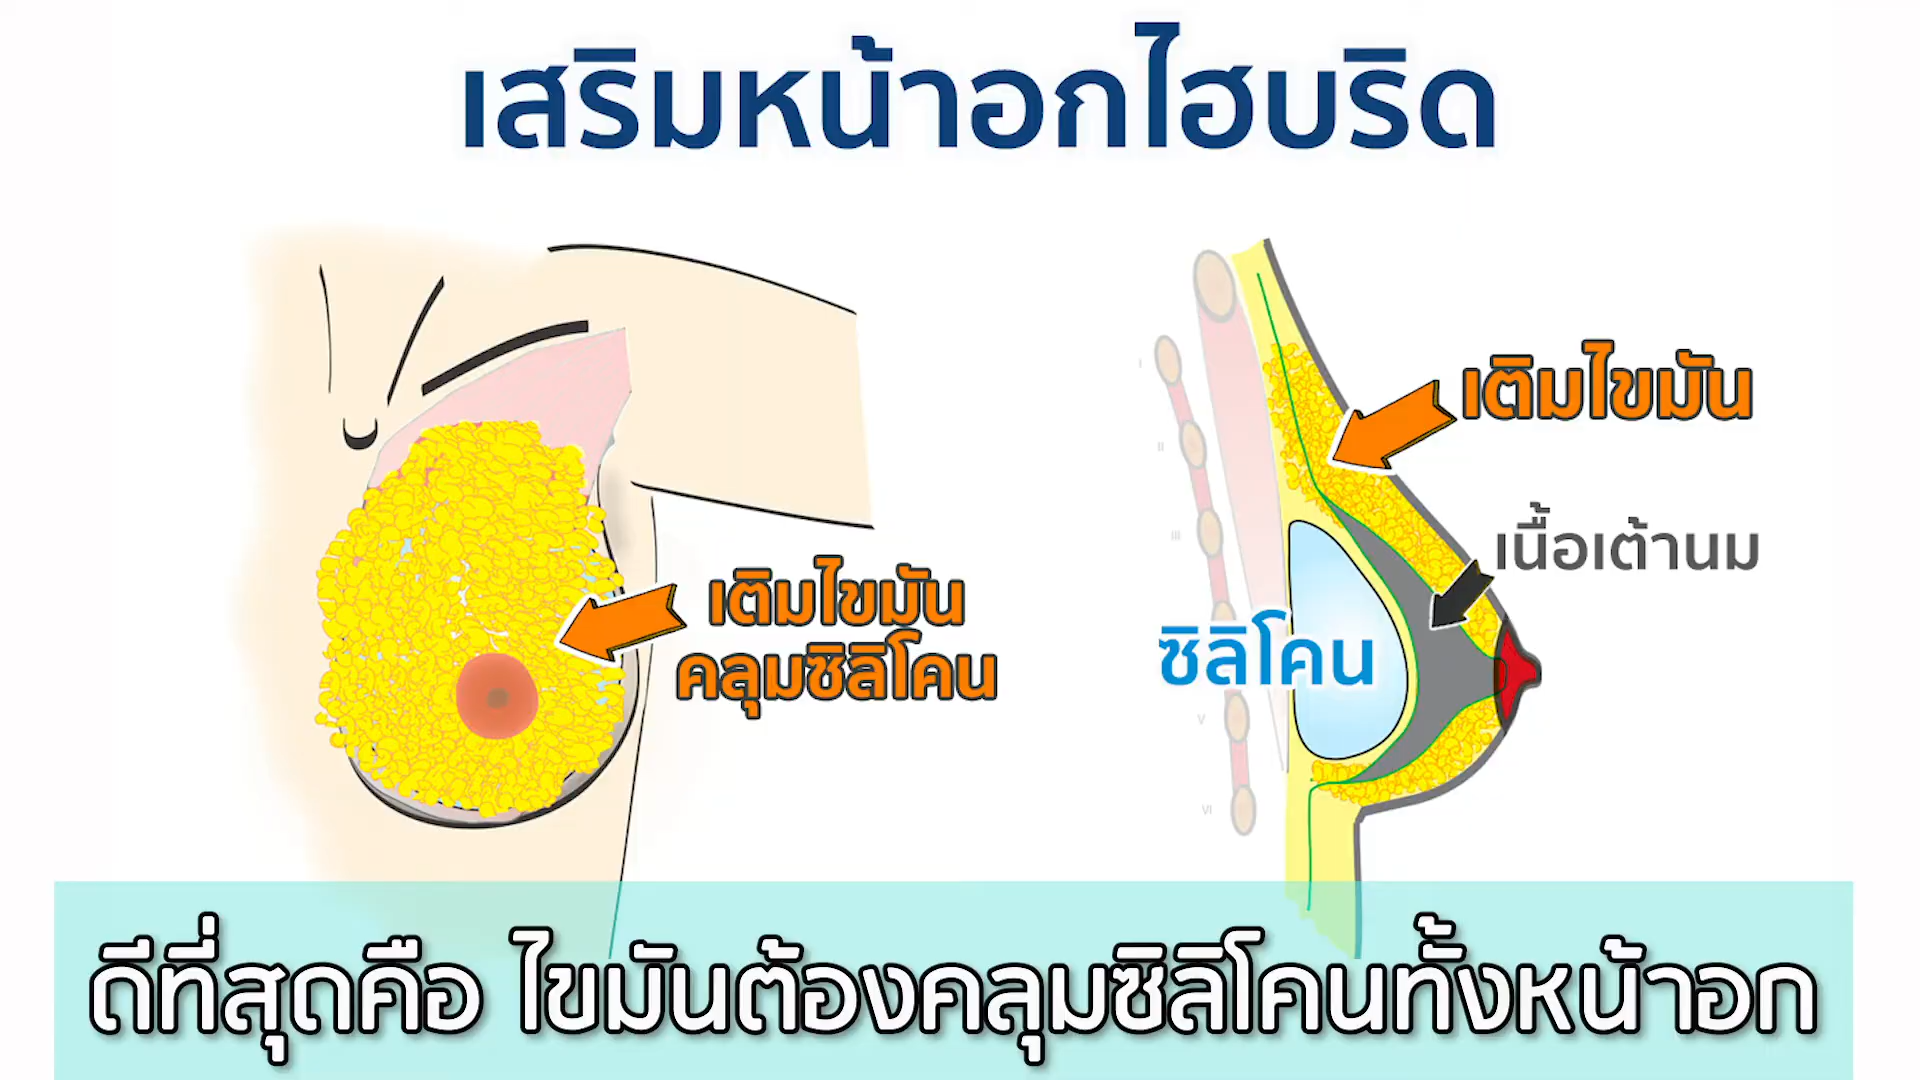 เสริมหน้าอกไฮบริด
เติมไขมัน
คลุมซิลิโคน
เติมไขมัน
เนื้อเต้านม
ซิลิโคน
II
III
V
VI
ดีที่สุดคือ ไขมันต้องคลุมซิลิโคนทั้งหน้าอก